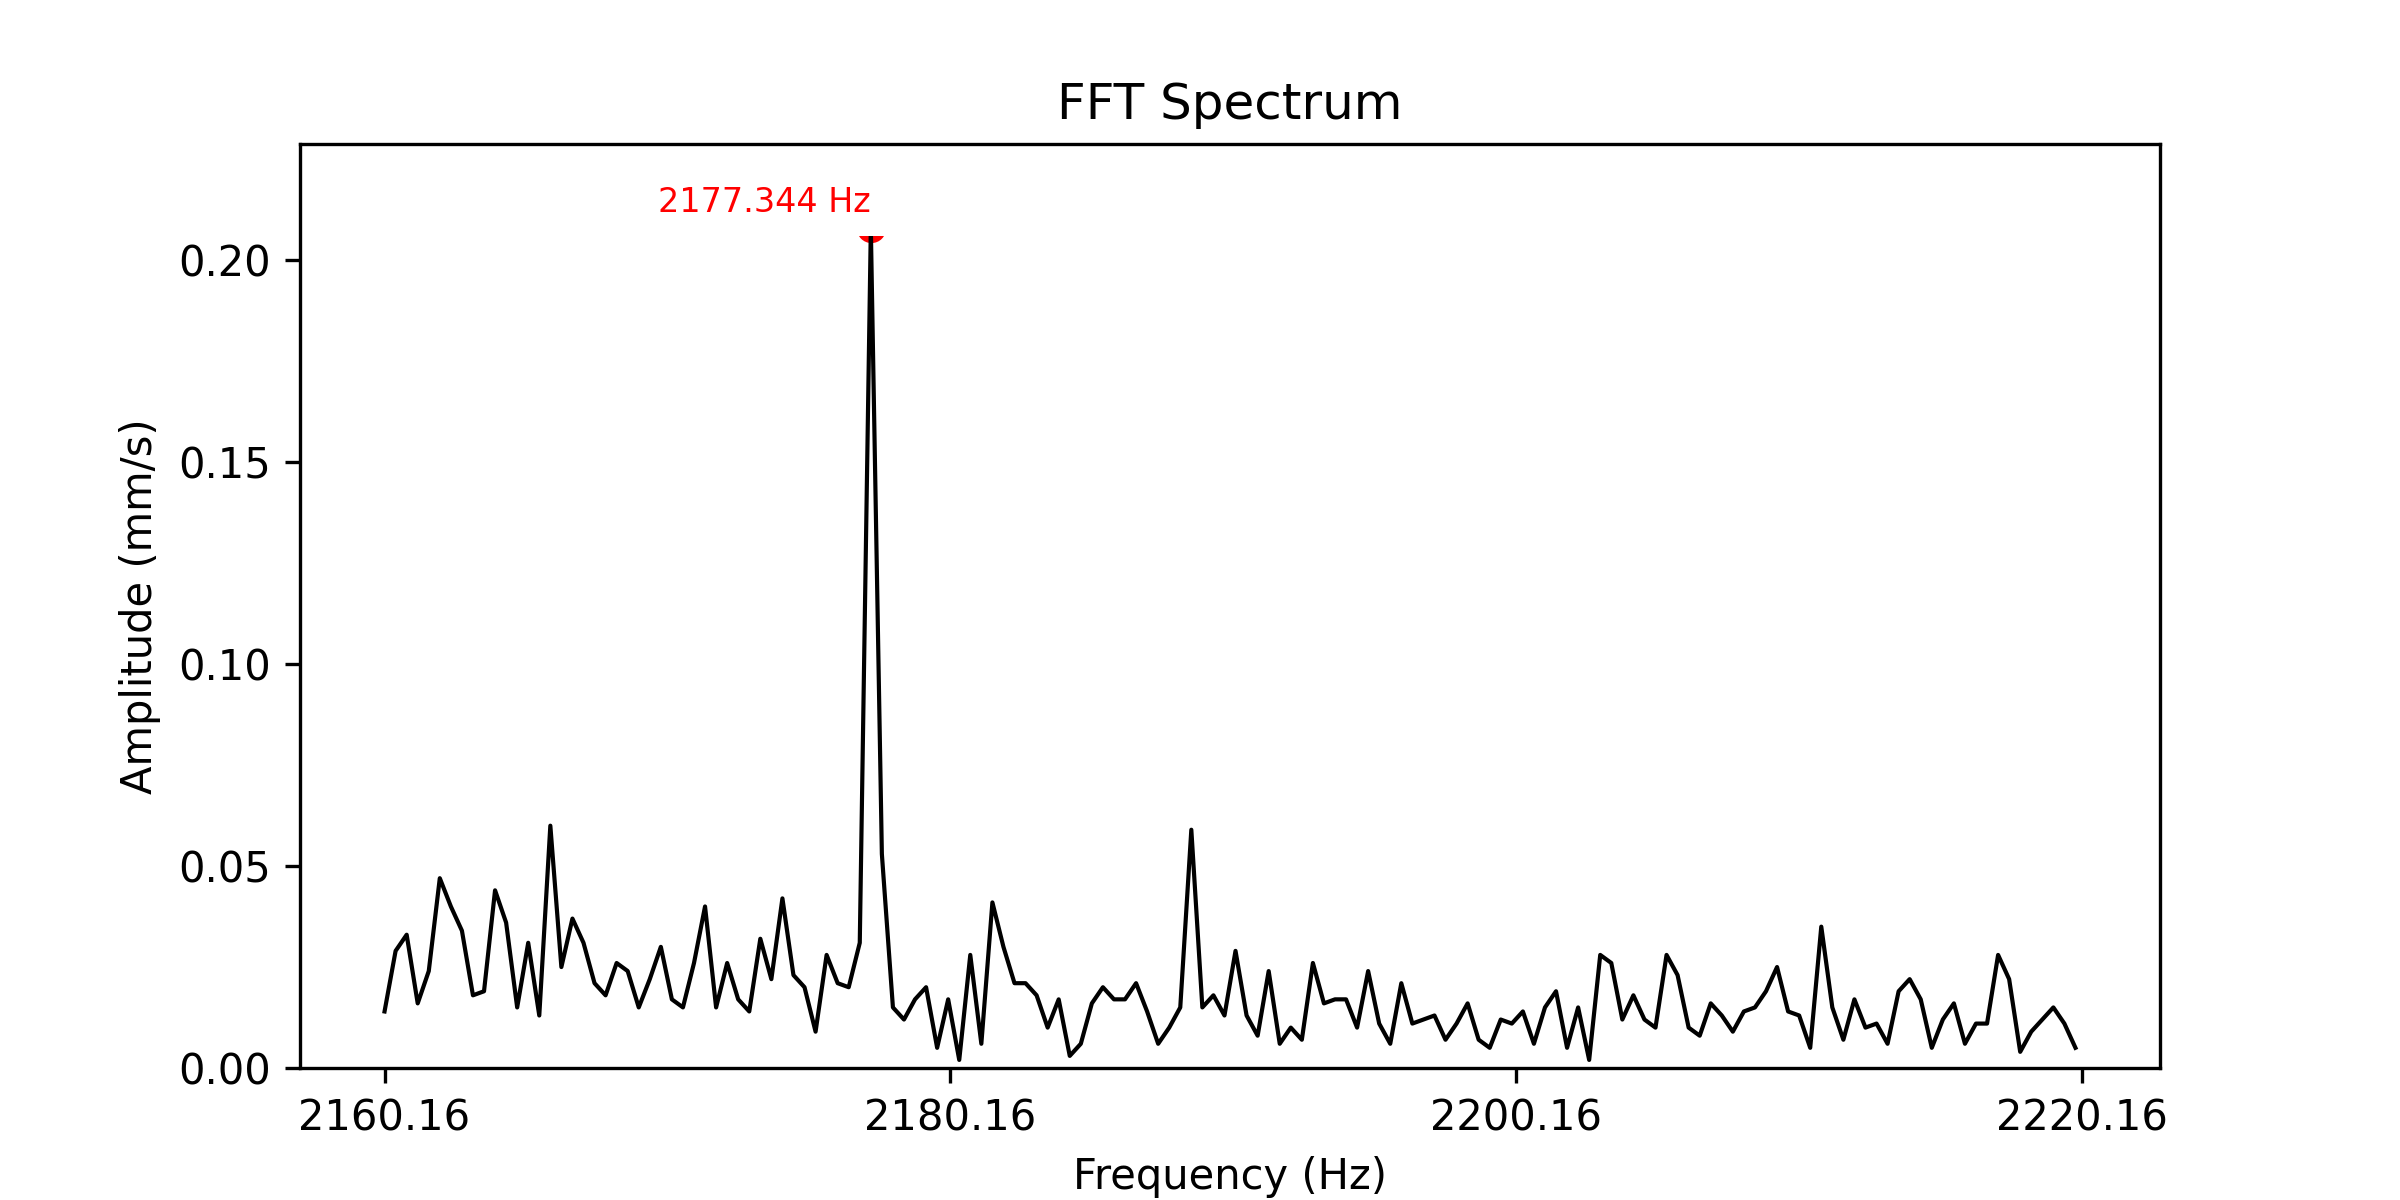 FFT Spectrum
2177.344 Hz
0.20
0.15
0.10
0.05
0.00
Amplitude (mm/s)
2160.16 2180.16 2200.16 2220.16
Frequency (Hz)